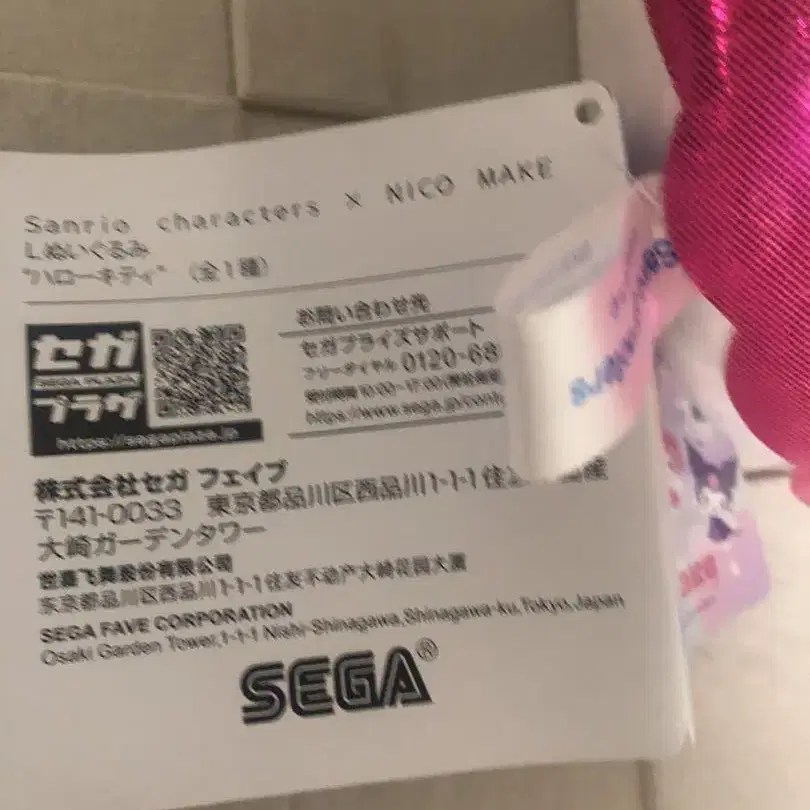 Sanrio characters × NICO MAKE
Lぬいぐるみ
"ハローキティ" (全1種)
セガ
プラザ
https://segaplaza.jp
お問い合わせ先
セガプライズサポート
フリーダイヤル 0120-68
https://www.sega.jp/cont
株式会社セガ フェイブ
〒141-0033 東京都品川区西品川1-1-1 住
大崎ガーデンタワー
世嘉飞舞股份有限公司
东京都品川区西品川1-1-1住友不动产大崎花园大厦
SEGA FAVE CORPORATION
Osaki Garden Tower,1-1-1 Nishi-Shinagawa,Shinagawa-ku,Tokyo,Japan
SEGA®